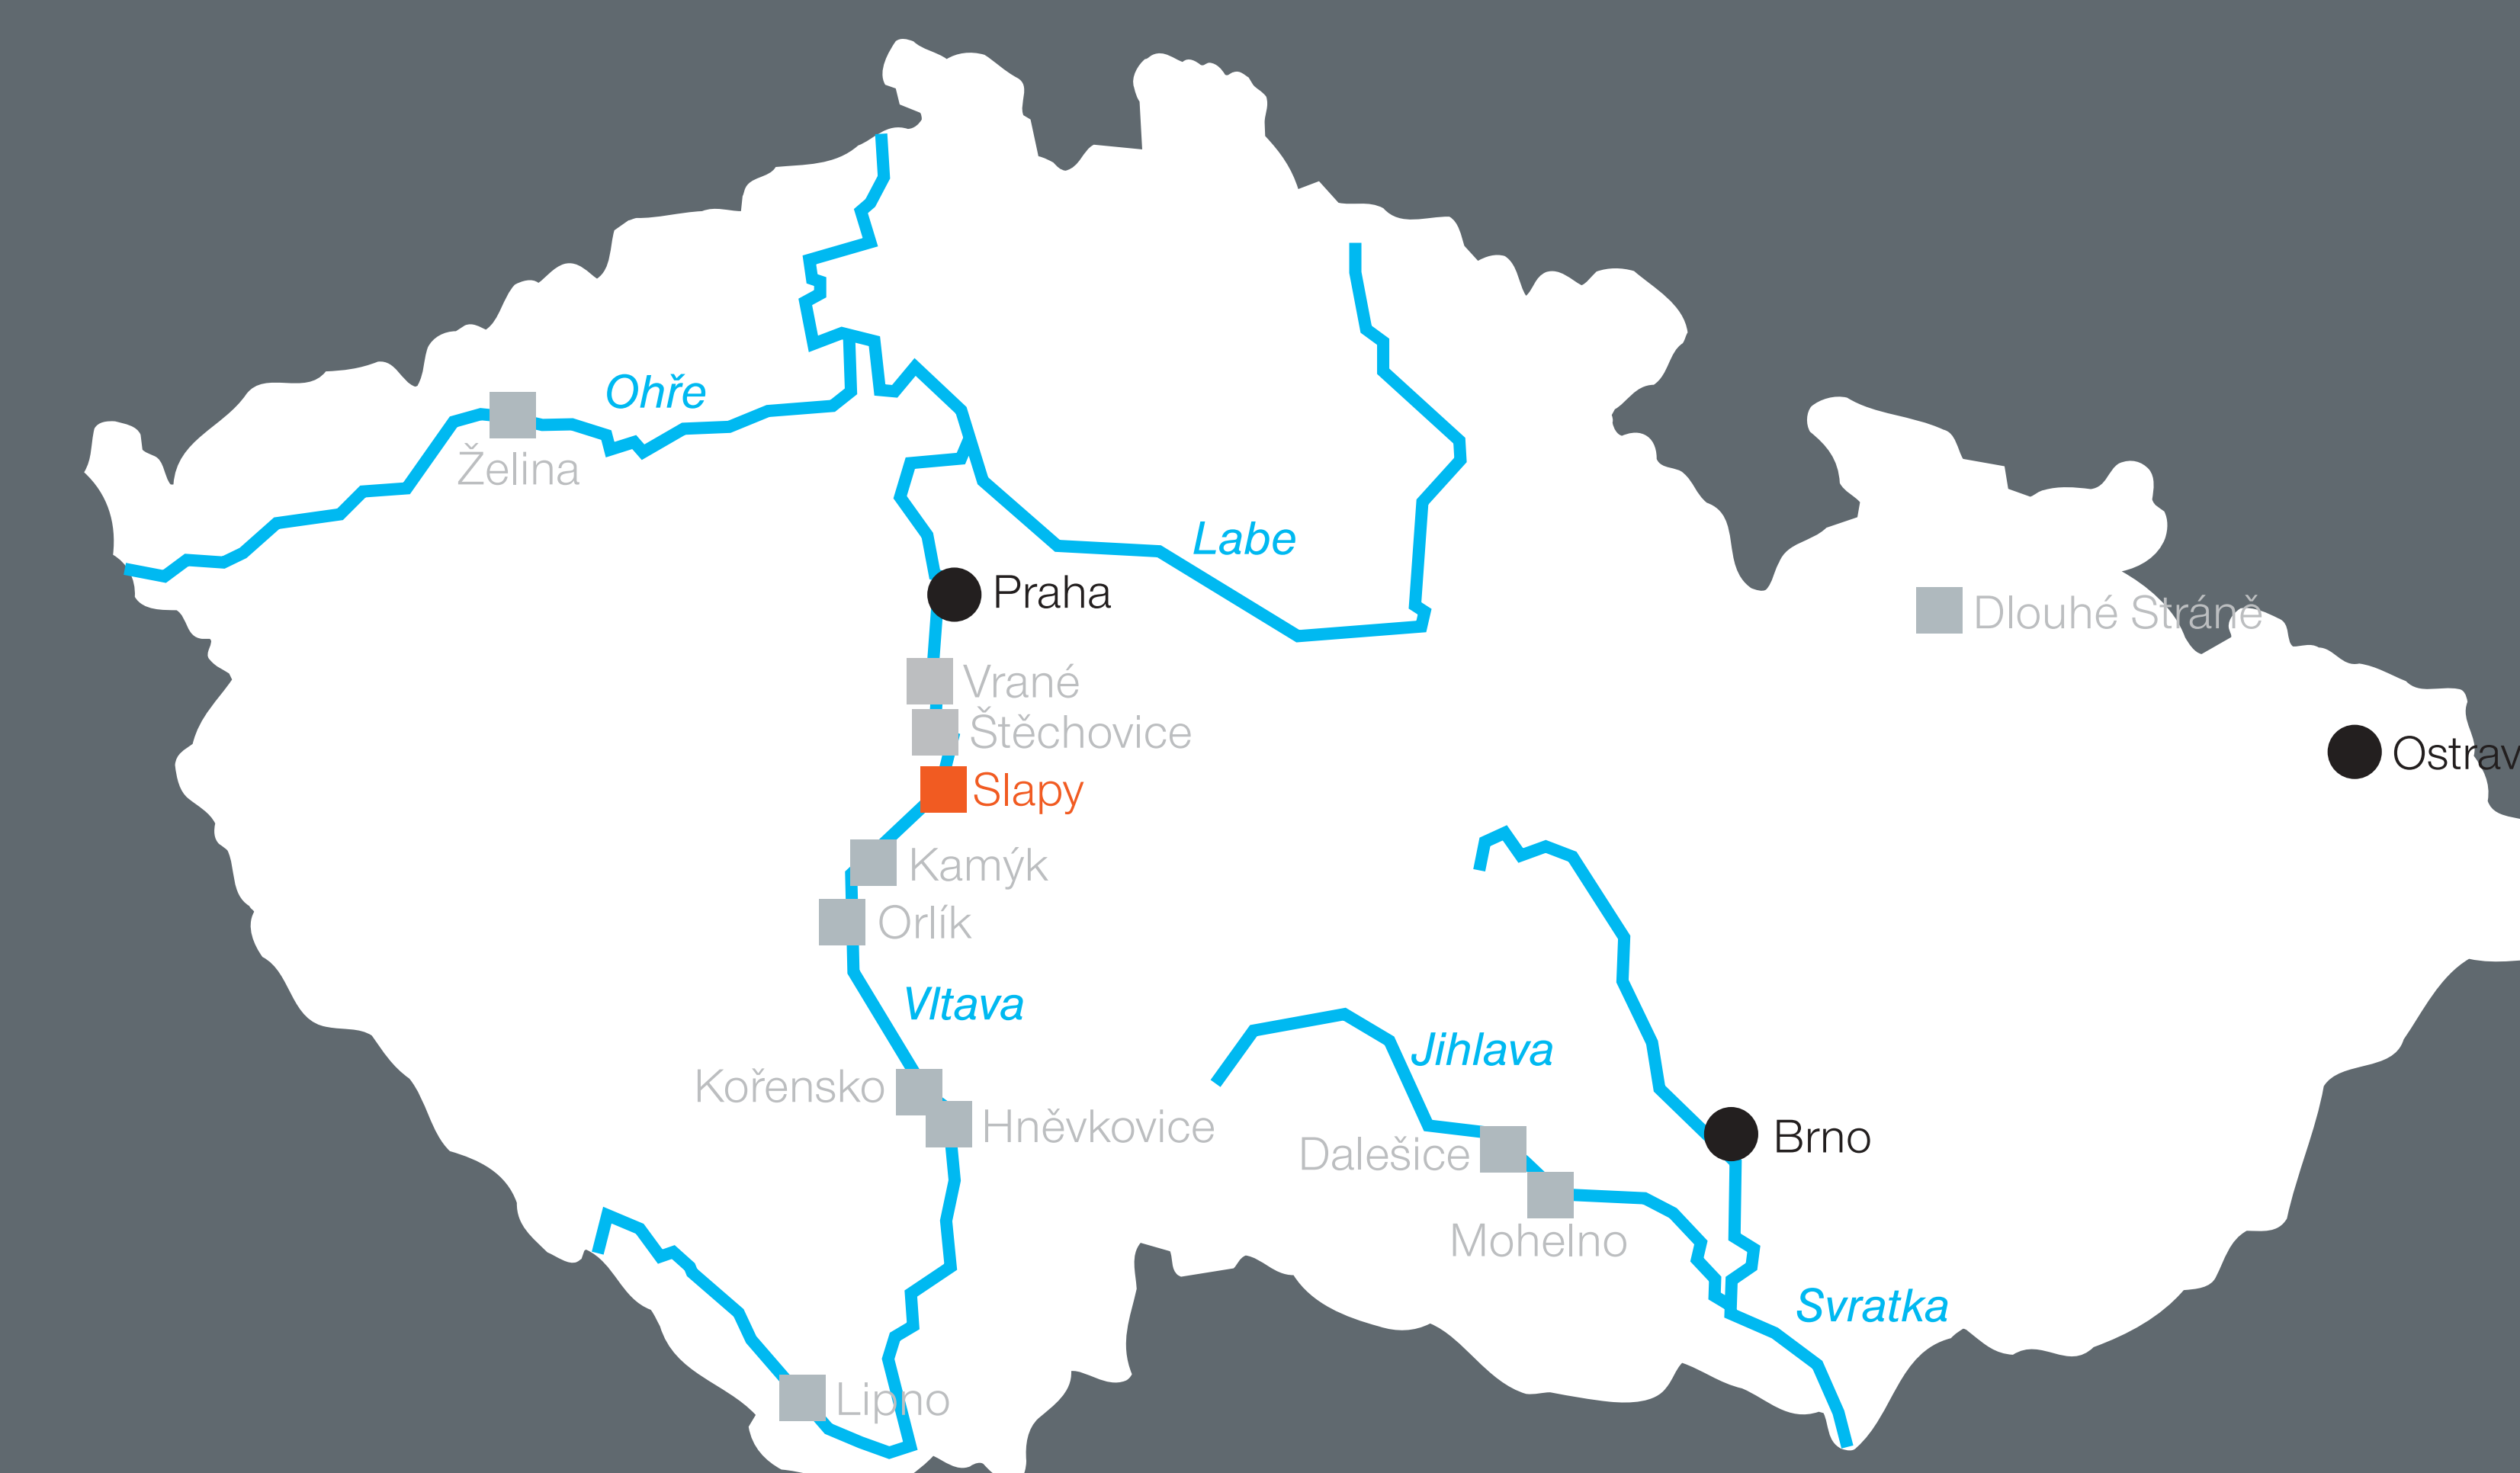 Ohře
Želina
Labe
Praha
Dlouhé Stráně
Vrané
Štěchovice
Ostrav
Slapy
Kamýk
Orlík
Vltava
Jihlava
Kořensko
Hněvkovice
Brno
Dalešice
Mohelno
Svratka
Lipno